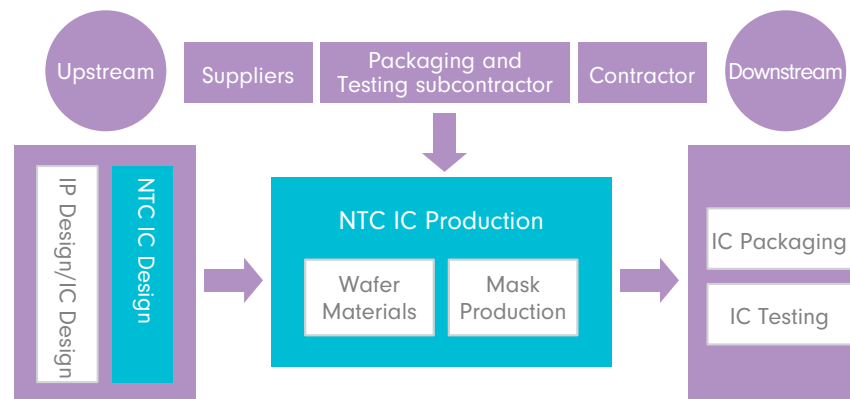 Upstream
Suppliers
Packaging and
Testing subcontractor
Contractor
Downstream
IP Design/IC Design
NTC IC Design
NTC IC Production
Wafer
Materials
Mask
Production
IC Packaging
IC Testing